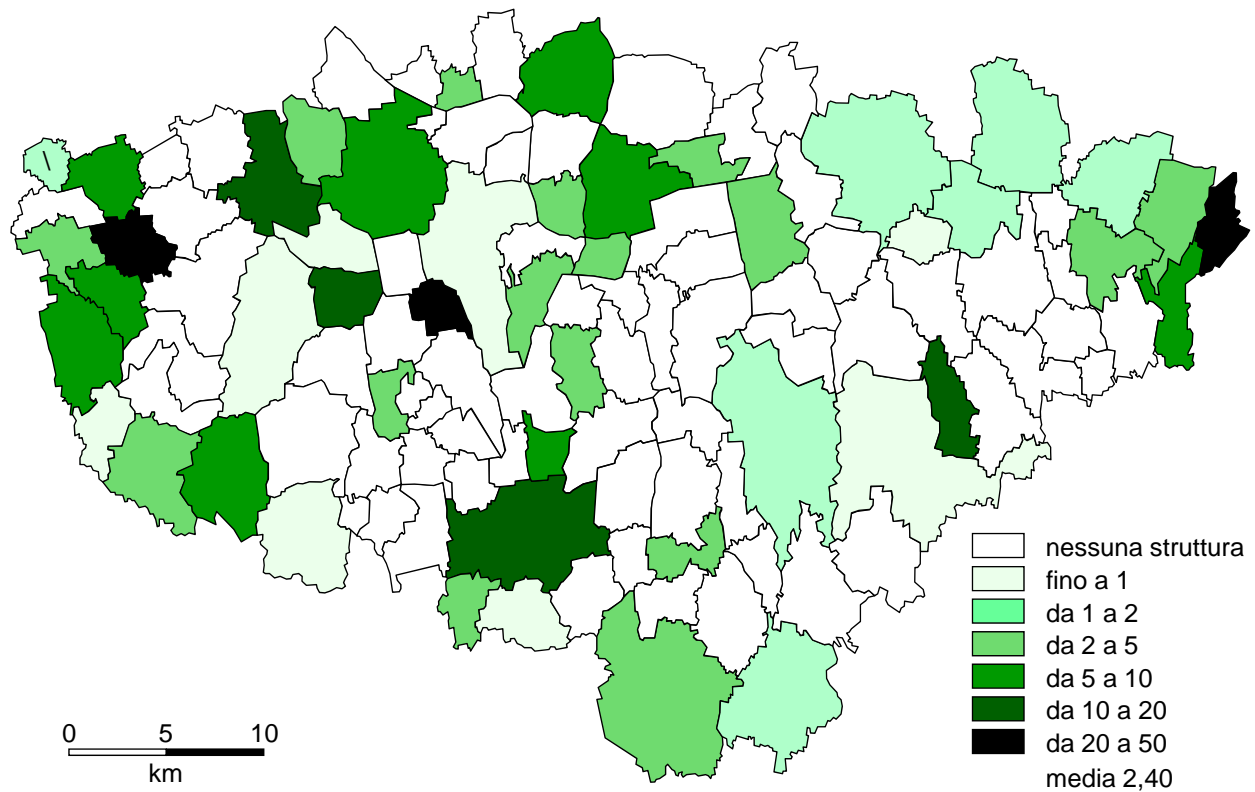 nessuna struttura
fino a 1
da 1 a 2
da 2 a 5
da 5 a 10
da 10 a 20
da 20 a 50
media 2,40
0 5 10
km